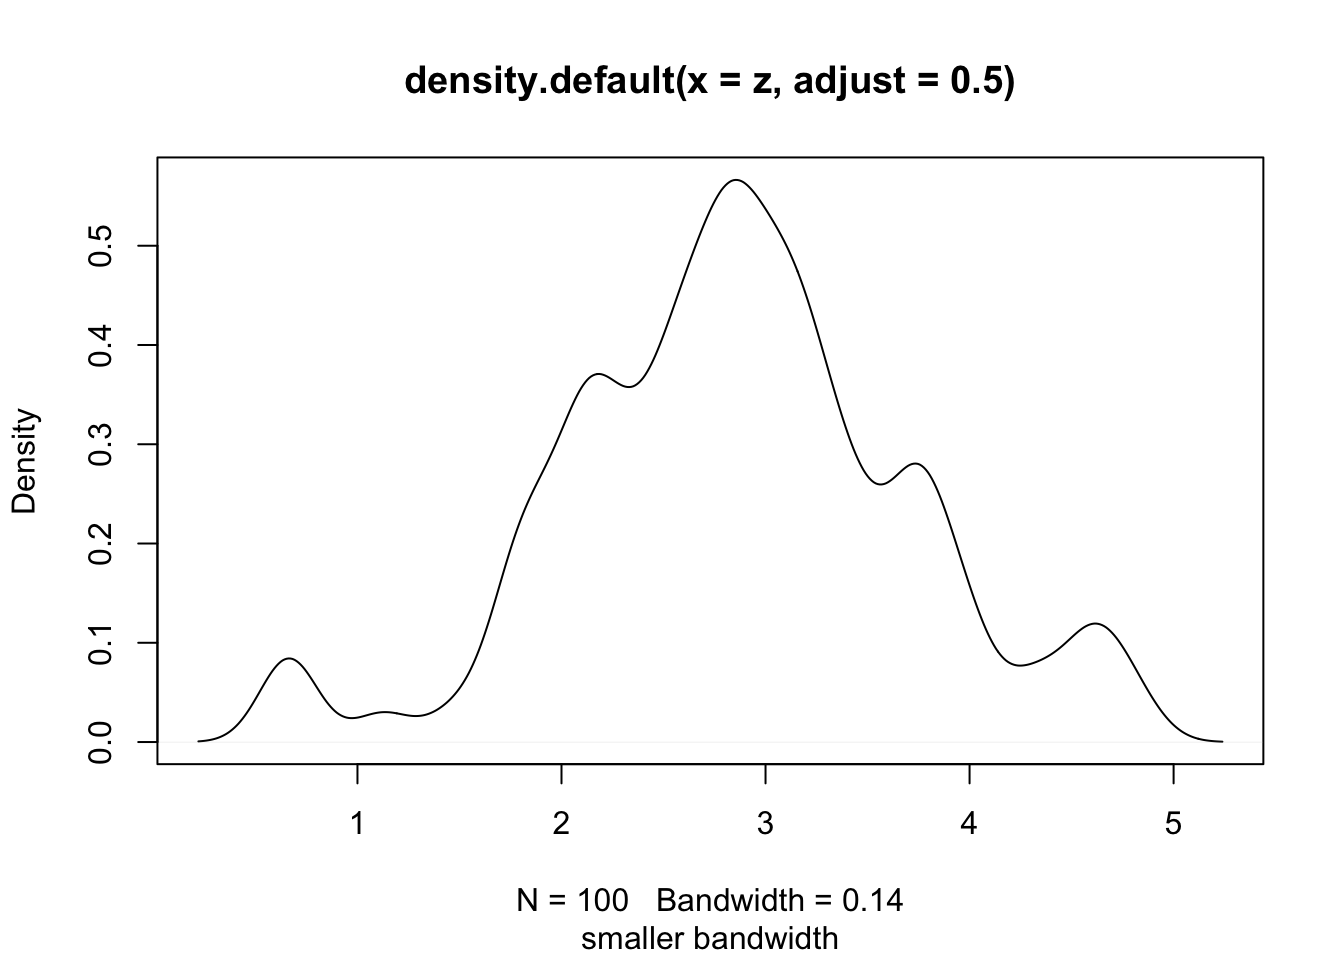 density.default(x = z, adjust = 0.5)
Density
0.5
0.4
0.3
0.2
0.1
0.0
1 2 3 4 5
N = 100   Bandwidth = 0.14
smaller bandwidth